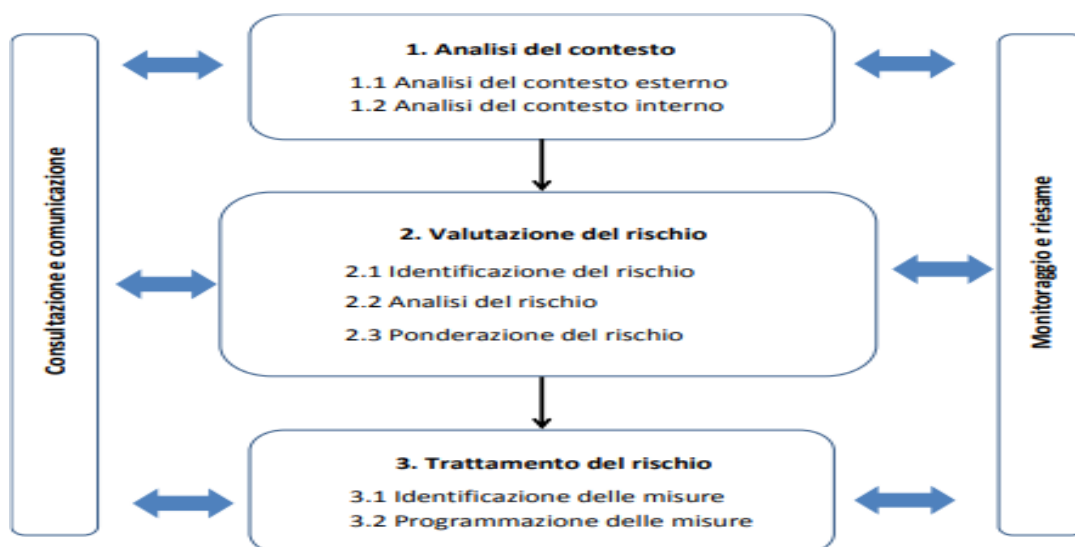 Consultazione e comunicazione
1. Analisi del contesto
1.1 Analisi del contesto esterno
1.2 Analisi del contesto interno
2. Valutazione del rischio
2.1 Identificazione del rischio
2.2 Analisi del rischio
2.3 Ponderazione del rischio
3. Trattamento del rischio
3.1 Identificazione delle misure
3.2 Programmazione delle misure
Monitoraggio e riesame